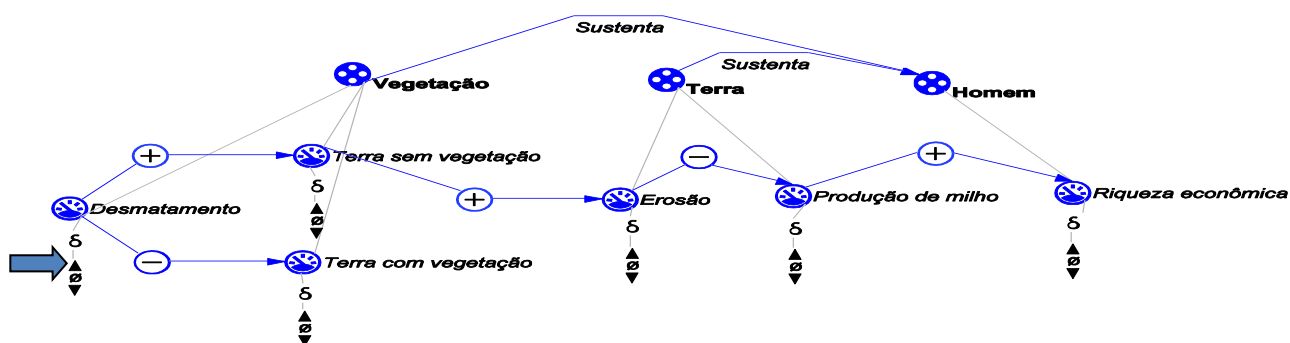 Sustenta
Sustenta
Vegetação
Terra
Homem
+
+
Terra sem vegetação
−
+
Desmatamento
Erosão
Produção de milho
Riqueza econômica
δ
δ
δ
δ
δ
ø
−
Terra com vegetação
ø
ø
ø
ø
δ
ø